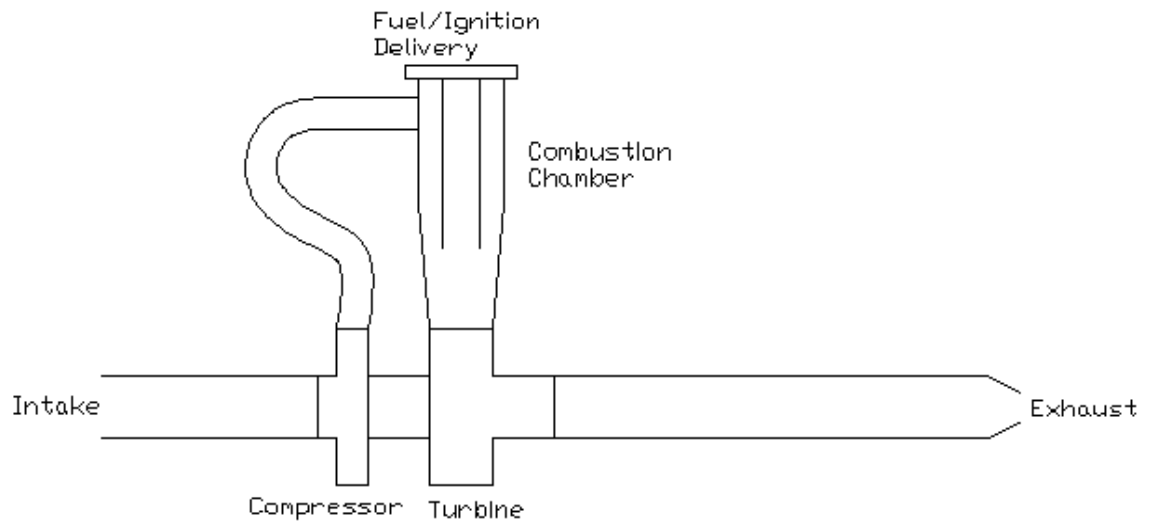 Fuel/Ignition
Delivery
Combustion
Chamber
Intake
Exhaust
Compressor
Turbine